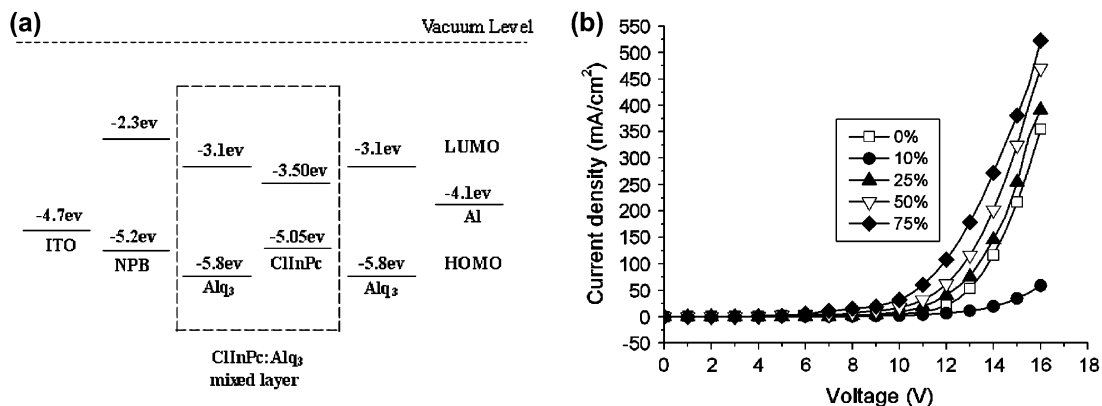 (a)
Vacuum Level
-2.3ev
-3.1ev
-3.1ev
LUMO
-3.50ev
-4.1ev
Al
-4.7ev
ITO
-5.2ev
NPB
-5.05ev
ClInPc
-5.8ev
Alq3
-5.8ev
Alq3
HOMO
ClInPc:Alq3
mixed layer
(b)
Current density (mA/cm2)
550
500
450
400
350
300
250
200
150
100
50
0
-50
0%
10%
25%
50%
75%
0 2 4 6 8 10 12 14 16 18
Voltage (V)